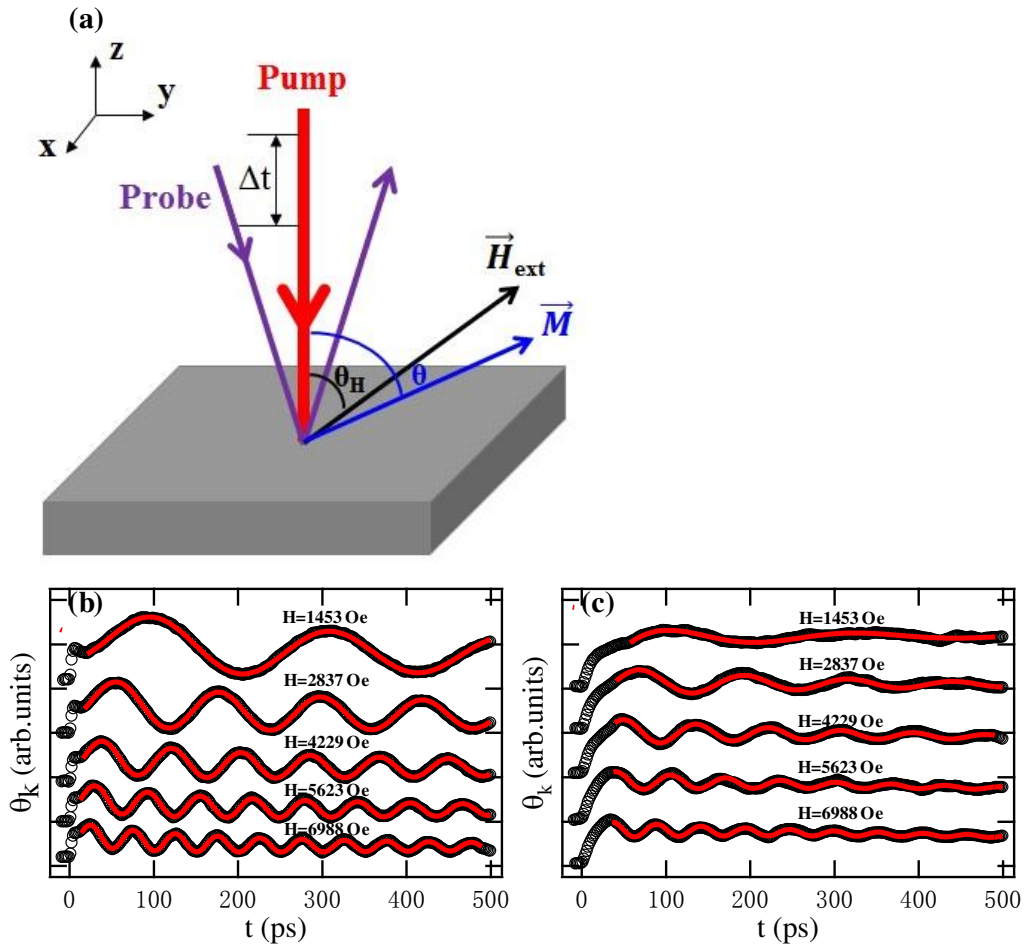 (a)
z
y
x
Pump
Δt
Probe
H⃗ext
M⃗
θH
θ
(b)
H=1453 Oe
H=2837 Oe
H=4229 Oe
H=5623 Oe
H=6988 Oe
θk (arb.units)
0 100 200 300 400 500
t (ps)
(c)
H=1453 Oe
H=2837 Oe
H=4229 Oe
H=5623 Oe
H=6988 Oe
θk (arb.units)
0 100 200 300 400 500
t (ps)